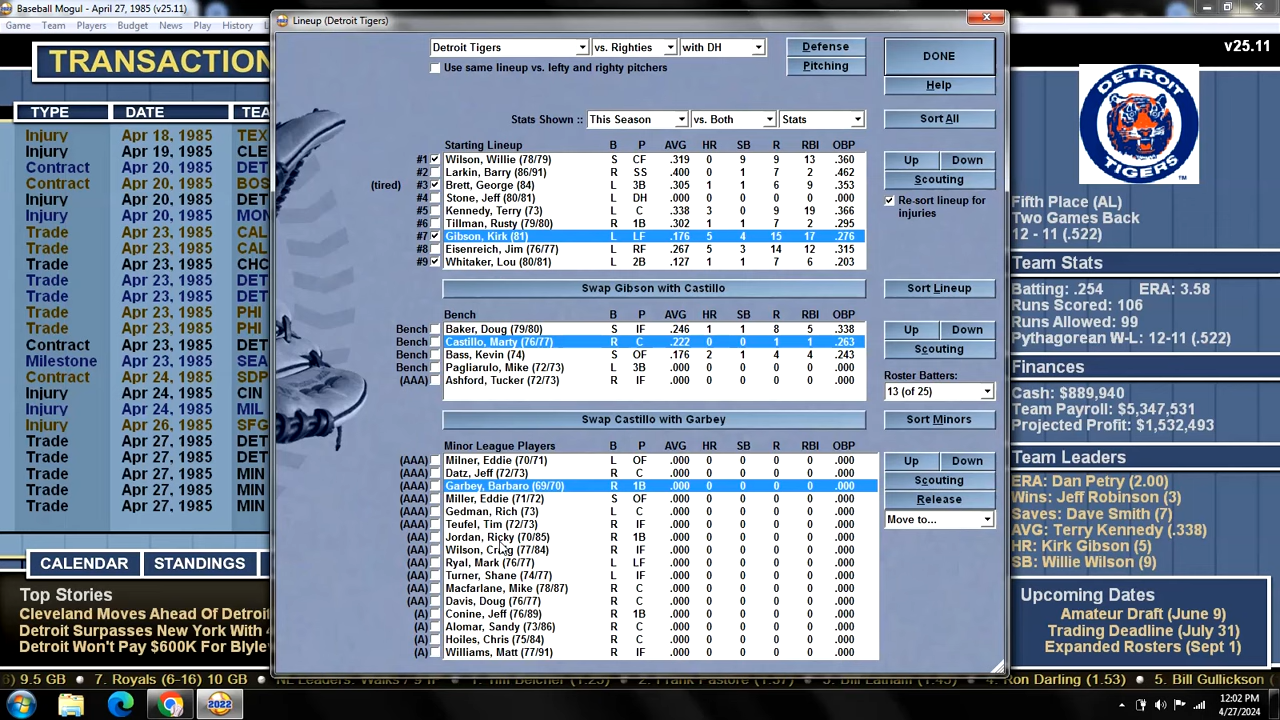 Baseball Mogul - April 27, 1985 (v25.11)
Game Team Players Budget News Play History
v25.11
TRANSACTION
TYPE DATE TEA
Injury Apr 18, 1985 TEX
Injury Apr 19, 1985 CLE
Contract Apr 20, 1985 DET
Contract Apr 20, 1985 BOS
Injury Apr 20, 1985 MON
Contract Apr 22, 1985 CAL
Injury Apr 23, 1985 CAL
Injury Apr 23, 1985 CAL
Trade Apr 23, 1985 CHC
Trade Apr 23, 1985 DET
Trade Apr 23, 1985 DET
Trade Apr 23, 1985 DET
Trade Apr 23, 1985 PHI
Trade Apr 23, 1985 PHI
Contract Apr 23, 1985 DET
Milestone Apr 23, 1985 SEA
Contract Apr 24, 1985 SDP
Injury Apr 24, 1985 CIN
Injury Apr 24, 1985 MIL
Injury Apr 26, 1985 SFG
Trade Apr 27, 1985 DET
Trade Apr 27, 1985 DET
Trade Apr 27, 1985 DET
Trade Apr 27, 1985 MIN
Trade Apr 27, 1985 MIN
Trade Apr 27, 1985 MIN
CALENDAR STANDINGS
Top Stories
Cleveland Moves Ahead Of Detroit
Detroit Surpasses New York With 4
Detroit Won't Pay $600K For Blyle
Lineup (Detroit Tigers)
Detroit Tigers vs. Righties with DH
Defense
Pitching
DONE
Help
Use same lineup vs. lefty and righty pitchers
Stats Shown :: This Season vs. Both Stats
Sort All
Starting Lineup B P AVG HR SB R RBI OBP
#1 Wilson, Willie (78/79) S CF .319 0 9 9 13 .360
#2 Larkin, Barry (86/91) R SS .400 0 1 7 2 .462
(tired) #3 Brett, George (84) L 3B .305 1 1 6 9 .353
#4 Stone, Jeff (80/81) L DH .000 0 0 0 0 .000
#5 Kennedy, Terry (73) L C .338 3 0 9 19 .366
#6 Tillman, Rusty (79/80) R 1B .302 1 1 7 2 .295
#7 Gibson, Kirk (81) L LF .176 5 4 15 17 .276
#8 Eisenreich, Jim (76/77) L RF .267 5 3 14 12 .315
#9 Whitaker, Lou (80/81) L 2B .127 1 1 7 6 .203
Up Down
Scouting
Re-sort lineup for
injuries
Swap Gibson with Castillo
Sort Lineup
Bench B P AVG HR SB R RBI OBP
Bench Baker, Doug (79/80) S IF .246 1 1 8 5 .338
Bench Castillo, Marty (76/77) R C .222 0 0 1 1 .263
Bench Bass, Kevin (74) S OF .176 2 1 4 4 .243
Bench Pagliarulo, Mike (72/73) L 3B .000 0 0 0 0 .000
(AAA) Ashford, Tucker (72/73) R IF .000 0 0 0 0 .000
Up Down
Scouting
Roster Batters:
13 (of 25)
Swap Castillo with Garbey
Sort Minors
Minor League Players B P AVG HR SB R RBI OBP
(AAA) Milner, Eddie (70/71) L OF .000 0 0 0 0 .000
(AAA) Datz, Jeff (72/73) R C .000 0 0 0 0 .000
(AAA) Garbey, Barbaro (69/70) R 1B .000 0 0 0 0 .000
(AAA) Miller, Eddie (71/72) S OF .000 0 0 0 0 .000
(AAA) Gedman, Rich (73) L C .000 0 0 0 0 .000
(AAA) Teufel, Tim (72/73) R IF .000 0 0 0 0 .000
(AA) Jordan, Ricky (70/85) R 1B .000 0 0 0 0 .000
(AA) Wilson, Craig (77/84) R IF .000 0 0 0 0 .000
(AA) Ryal, Mark (76/77) L LF .000 0 0 0 0 .000
(AA) Turner, Shane (74/77) L IF .000 0 0 0 0 .000
(AA) Macfarlane, Mike (78/87) R C .000 0 0 0 0 .000
(AA) Davis, Doug (76/77) R C .000 0 0 0 0 .000
(A) Conine, Jeff (76/89) R 1B .000 0 0 0 0 .000
(A) Alomar, Sandy (73/86) R C .000 0 0 0 0 .000
(A) Hoiles, Chris (75/84) R C .000 0 0 0 0 .000
(A) Williams, Matt (77/91) R IF .000 0 0 0 0 .000
Up Down
Scouting
Release
Move to...
DETROIT
TIGERS
Fifth Place (AL)
Two Games Back
12 - 11 (.522)
Team Stats
Batting: .254 ERA: 3.58
Runs Scored: 106
Runs Allowed: 99
Pythagorean W-L: 12-11 (.522)
Finances
Cash: $889,940
Team Payroll: $5,347,531
Projected Profit: $1,532,493
Team Leaders
ERA: Dan Petry (2.00)
Wins: Jeff Robinson (3)
Saves: Dave Smith (7)
AVG: Terry Kennedy (.338)
HR: Kirk Gibson (5)
SB: Willie Wilson (9)
Upcoming Dates
Amateur Draft (June 9)
Trading Deadline (July 31)
Expanded Rosters (Sept 1)
9.5 GB 7. Royals (6-16) 10 GB
4. Ron Darling (1.53) 5. Bill Gullickson
2022
12:02 PM
4/27/2024